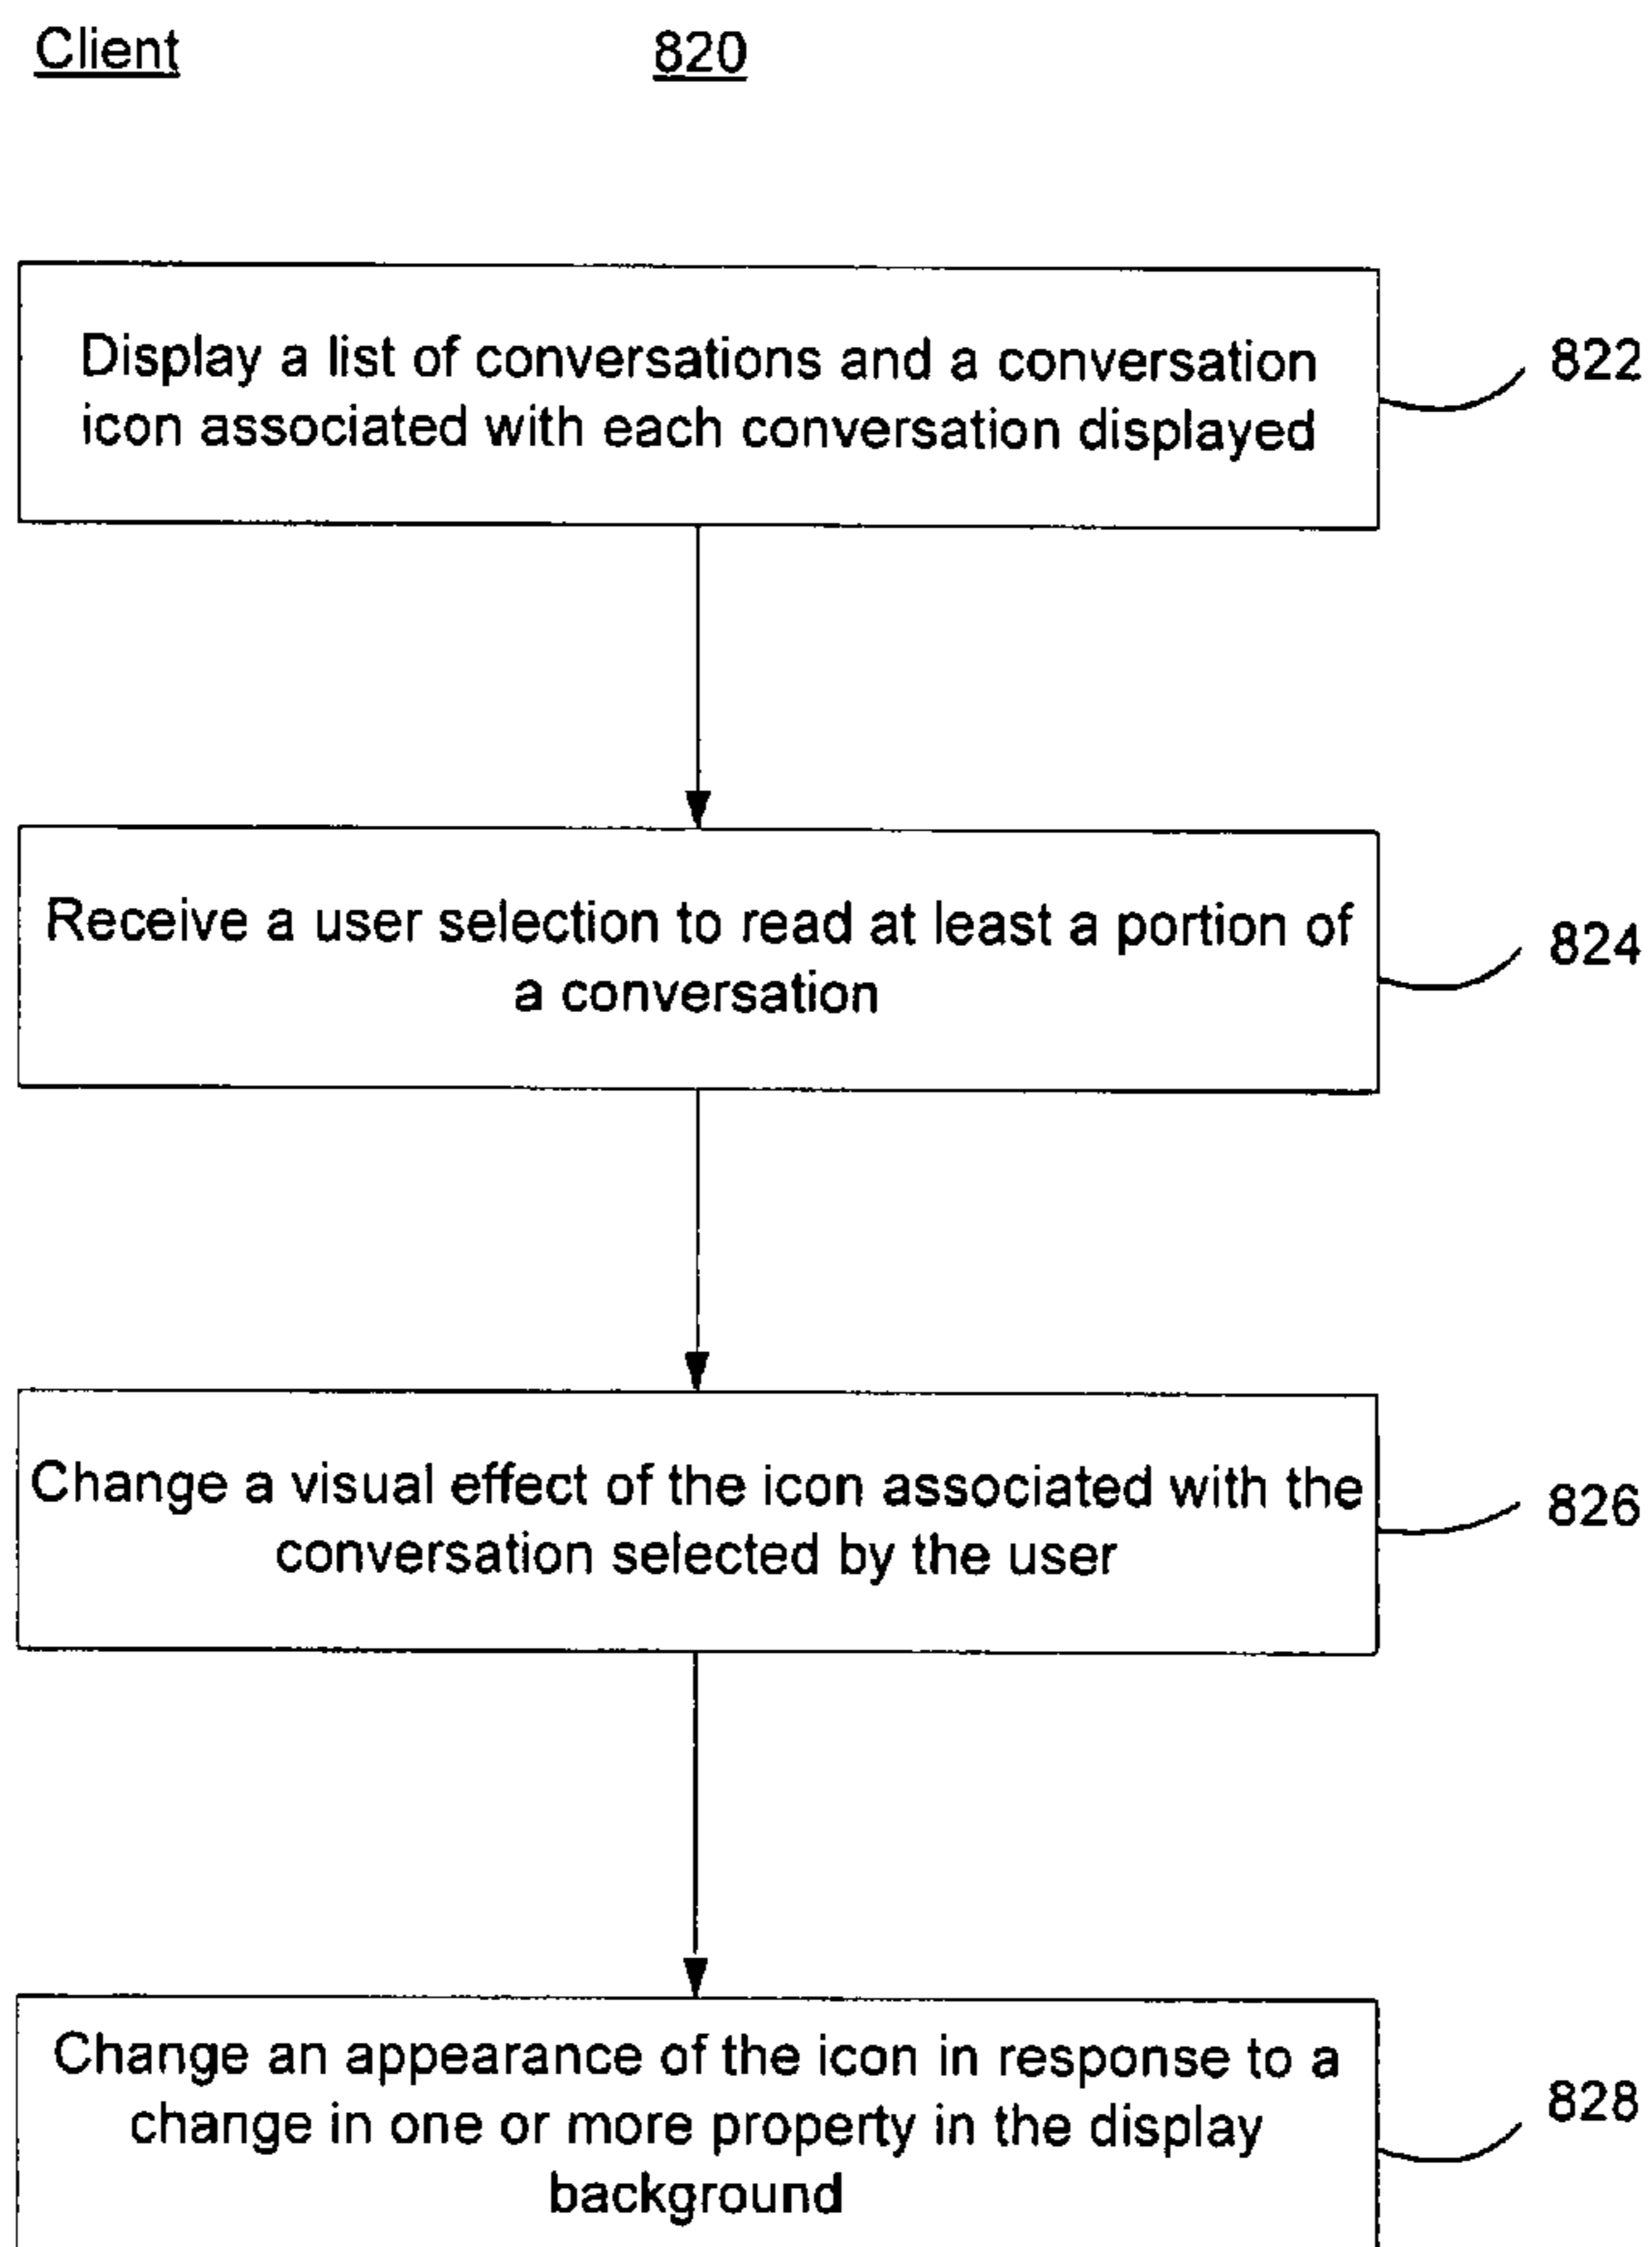 Client 820
Display a list of conversations and a conversation
icon associated with each conversation displayed
822
Receive a user selection to read at least a portion of
a conversation
824
Change a visual effect of the icon associated with the
conversation selected by the user
826
Change an appearance of the icon in response to a
change in one or more property in the display
background
828